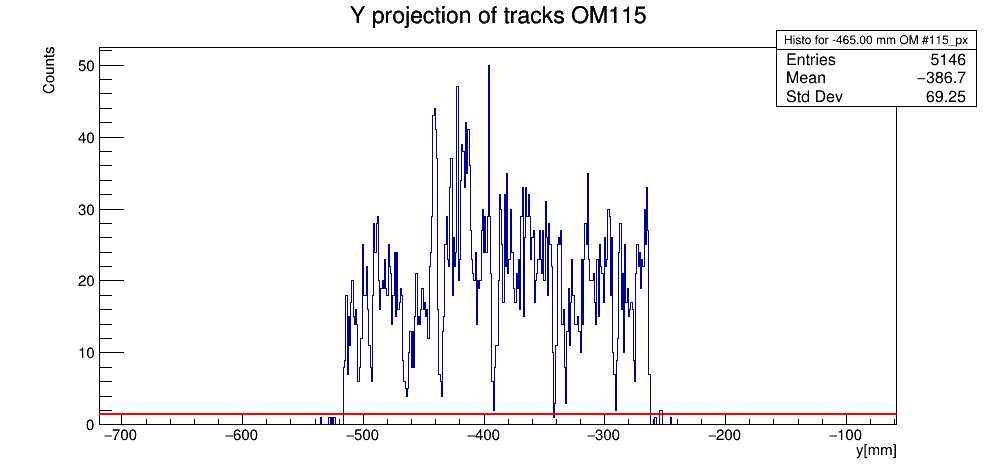 Y projection of tracks OM115
Histo for -465.00 mm OM #115_px
Entries 5146
Mean −386.7
Std Dev 69.25
Counts
50
40
30
20
10
0
−700 −600 −500 −400 −300 −200 −100
y[mm]